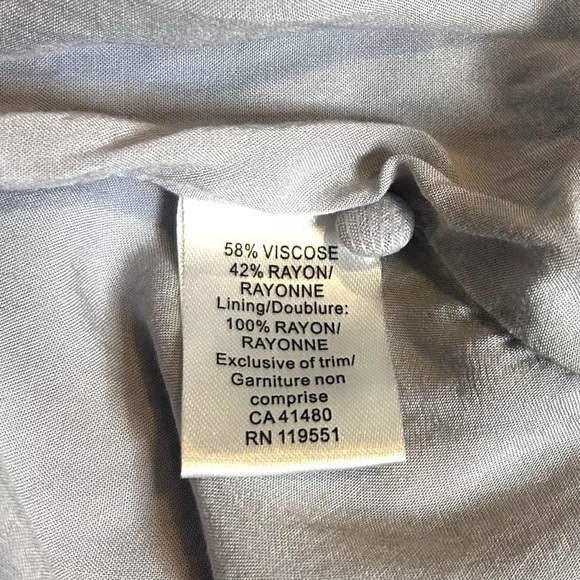 58% VISCOSE
42% RAYON/
RAYONNE
Lining/Doublure:
100% RAYON/
RAYONNE
Exclusive of trim/
Garniture non
comprise
CA 41480
RN 119551